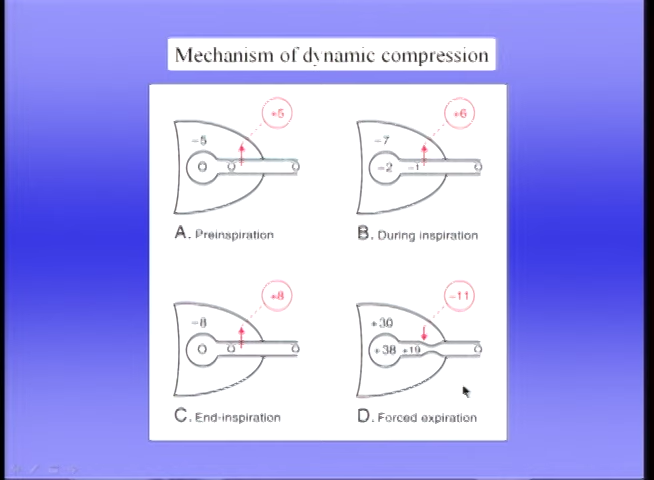 Mechanism of dynamic compression
+5
-5
0 0 0
A. Preinspiration
+6
-7
-2 -1 0
B. During inspiration
+8
-8
0 0 0
C. End-inspiration
-11
+30
+38 +19 0
D. Forced expiration